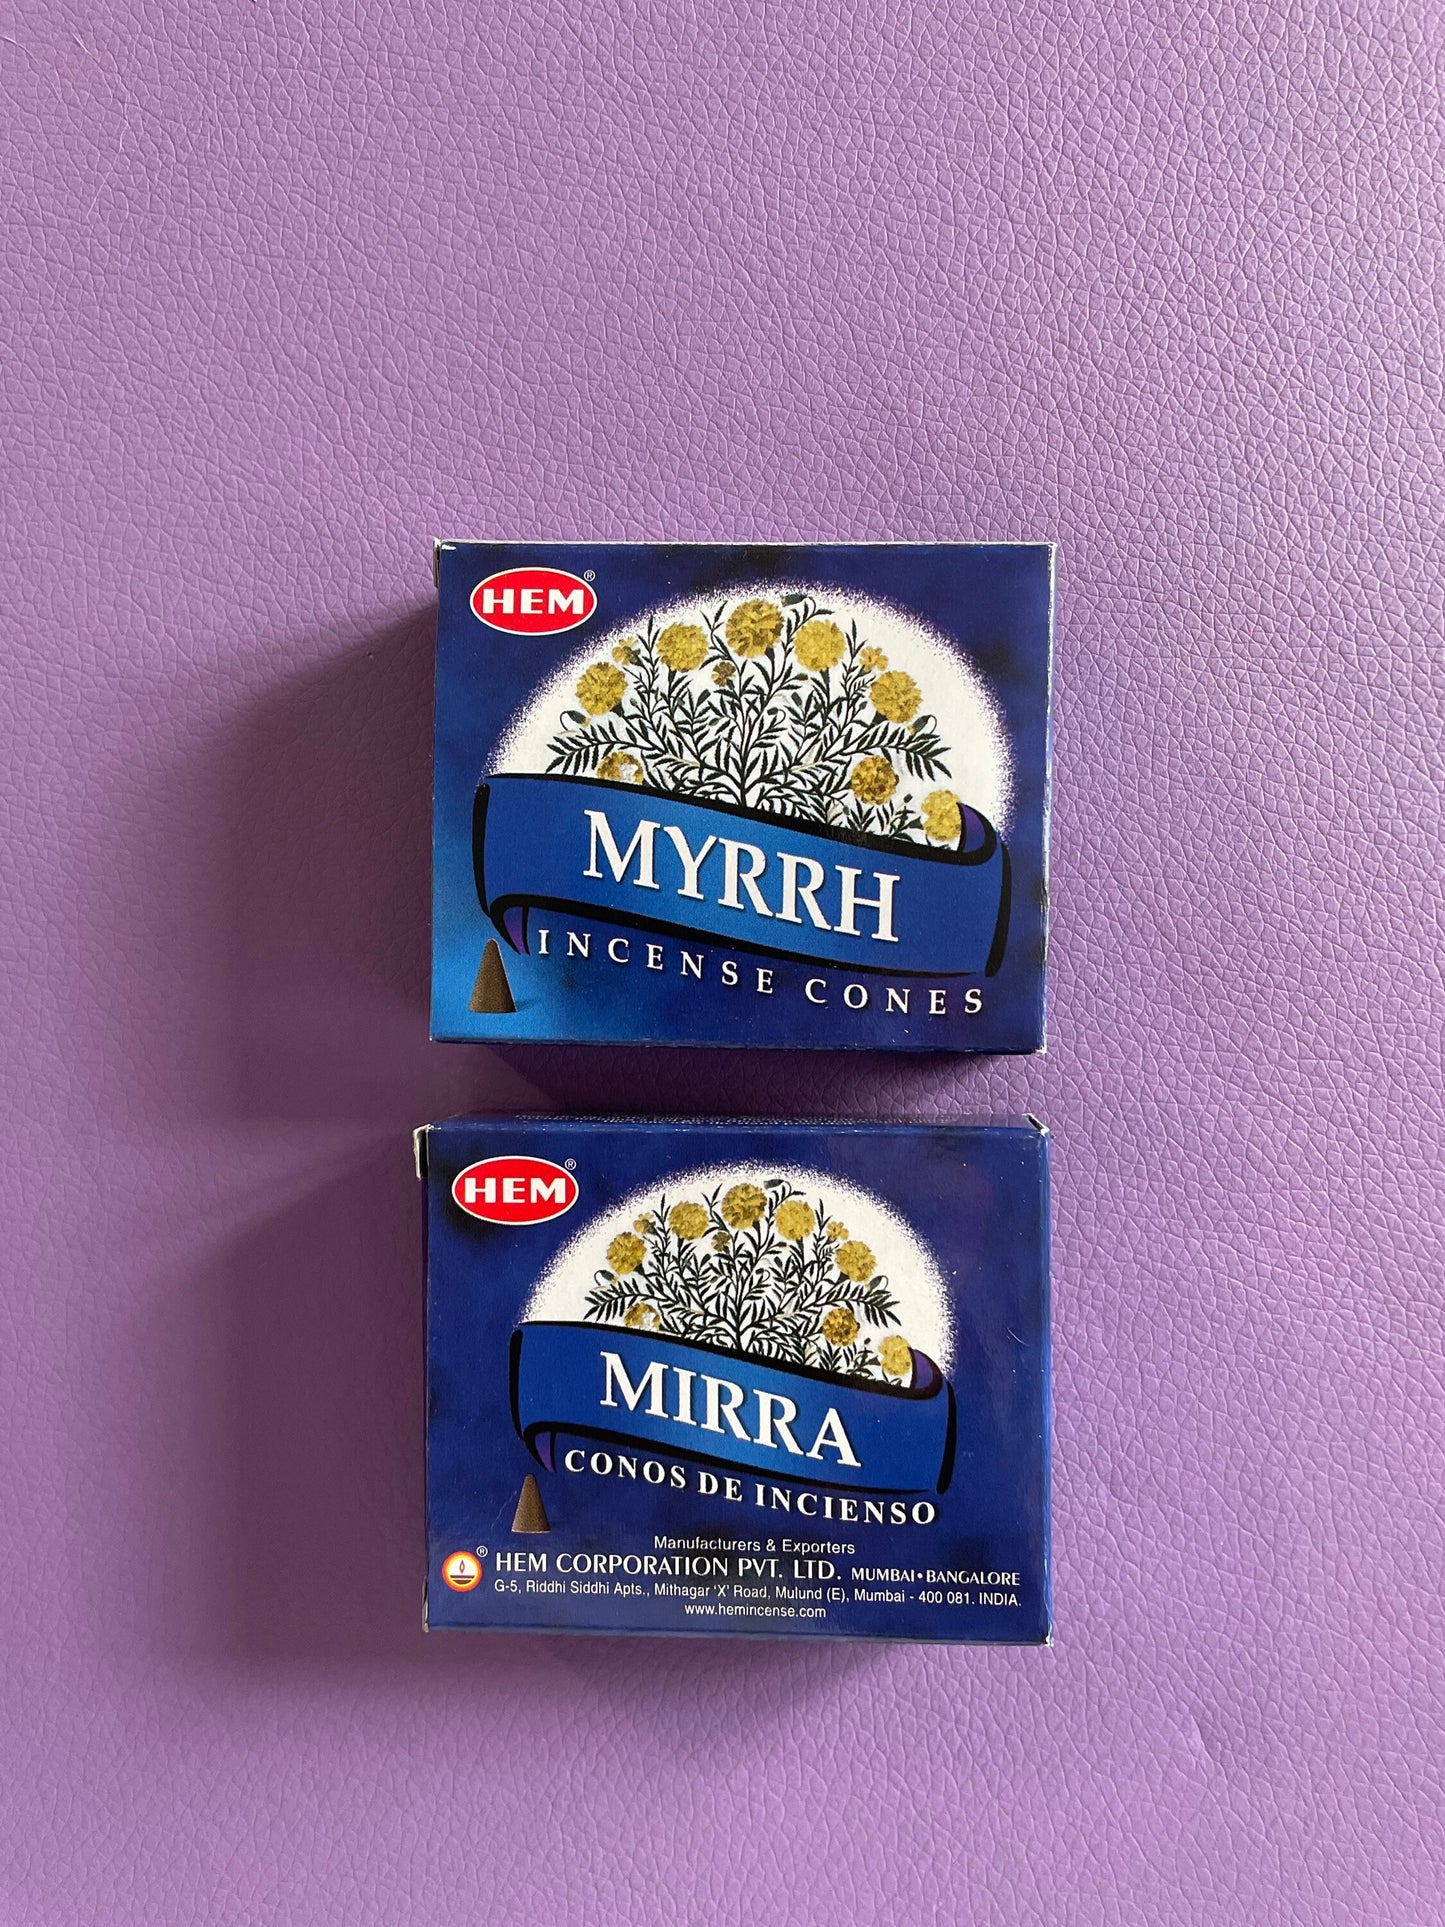 HEM®
MYRRH
INCENSE CONES
HEM®
MIRRA
CONOS DE INCIENSO
Manufacturers & Exporters
® HEM CORPORATION PVT. LTD. MUMBAI • BANGALORE
G-5, Riddhi Siddhi Apts., Mithagar 'X' Road, Mulund (E), Mumbai - 400 081. INDIA.
www.hemincense.com